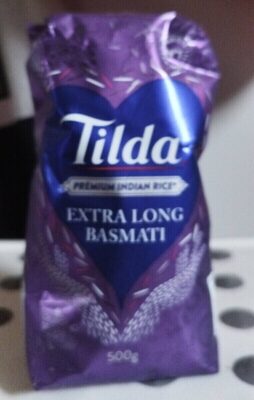 Tilda
PREMIUM INDIAN RICE
EXTRA LONG
BASMATI
500g